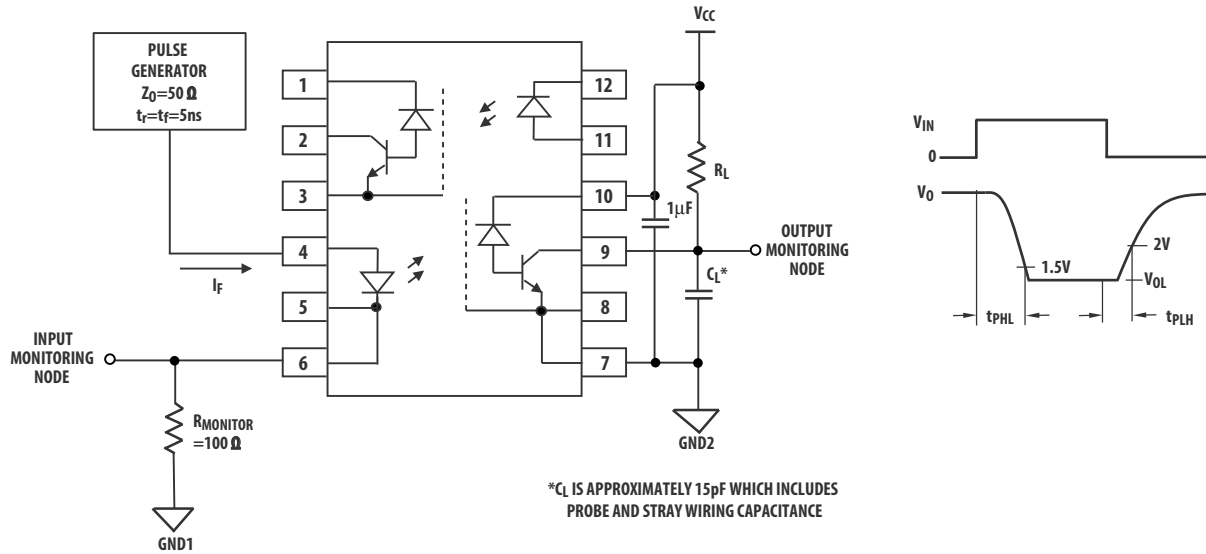 PULSE
GENERATOR
Z0=50 Ω
tr=tf=5ns
1
2
3
4
5
6
12
11
10
9
8
7
VCC
RL
1μF
CL*
OUTPUT
MONITORING
NODE
IF
INPUT
MONITORING
NODE
RMONITOR
=100 Ω
GND1
GND2
*CL IS APPROXIMATELY 15pF WHICH INCLUDES
PROBE AND STRAY WIRING CAPACITANCE
VIN
0
VO
2V
1.5V
VOL
tPHL
tPLH